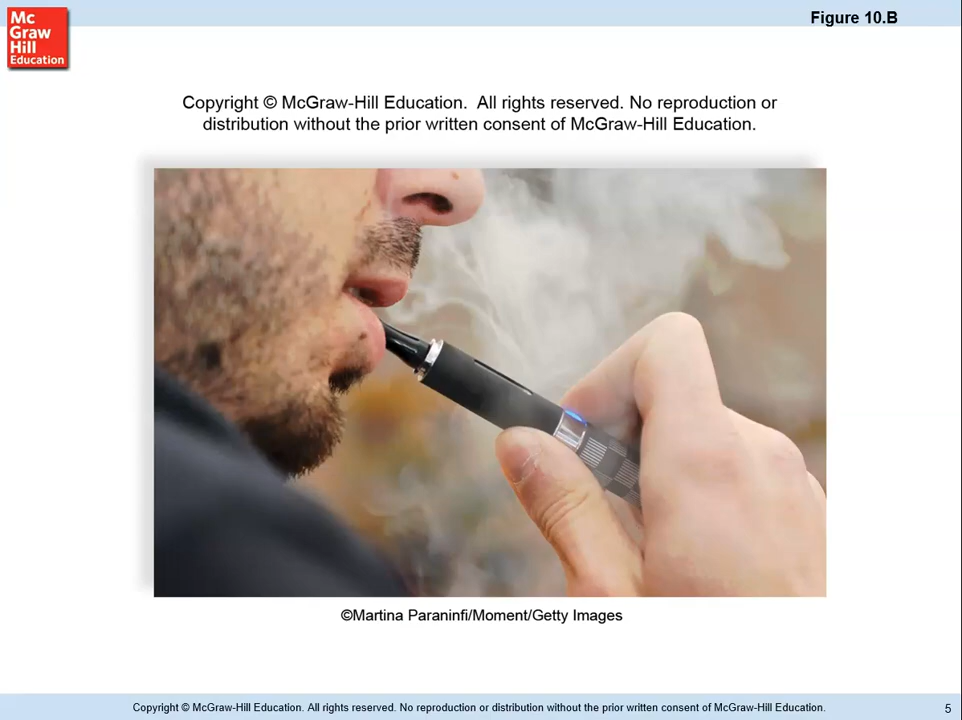 Mc
Graw
Hill
Education
Figure 10.B
Copyright © McGraw-Hill Education. All rights reserved. No reproduction or
distribution without the prior written consent of McGraw-Hill Education.
©Martina Paraninfi/Moment/Getty Images
Copyright © McGraw-Hill Education. All rights reserved. No reproduction or distribution without the prior written consent of McGraw-Hill Education.
5